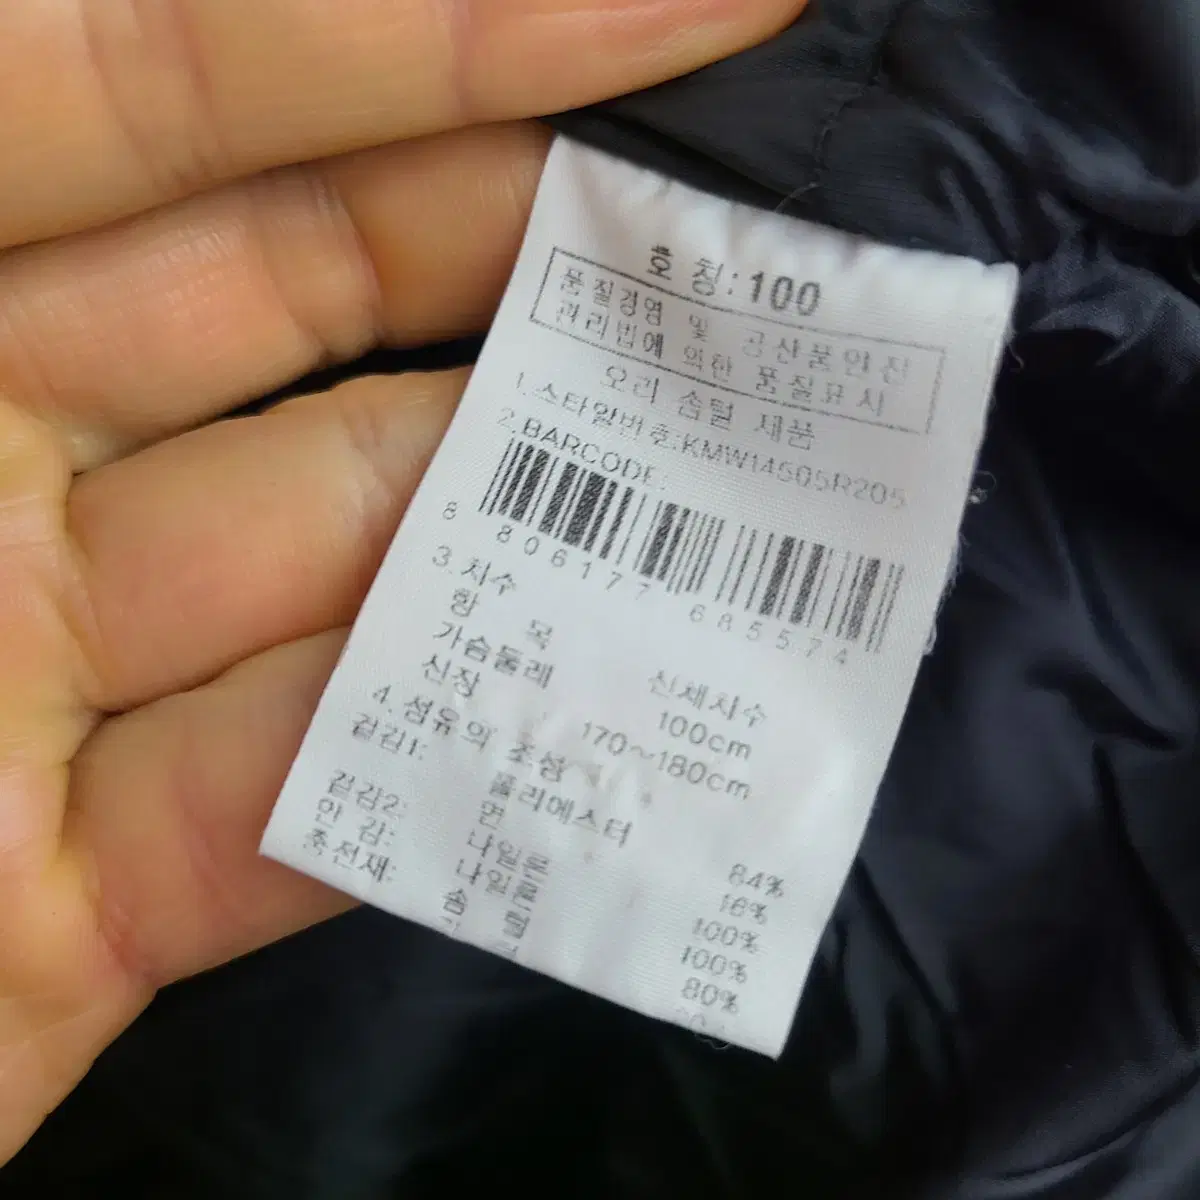 호 칭:100
품질경영 및 공산품안전
관리법에 의한 품질표시
오리 솜털 제품
1.스타일번호:KMW14505R205
2.BARCODE:
8 806177 685574
3.치수
항 목 신체치수
가슴둘레 100cm
신장 170~180cm
4.섬유의 조성
겉감1: 폴리에스터 84%
면 16%
겉감2: 나일론 100%
안 감: 나일론 100%
충전재: 솜 털 80%